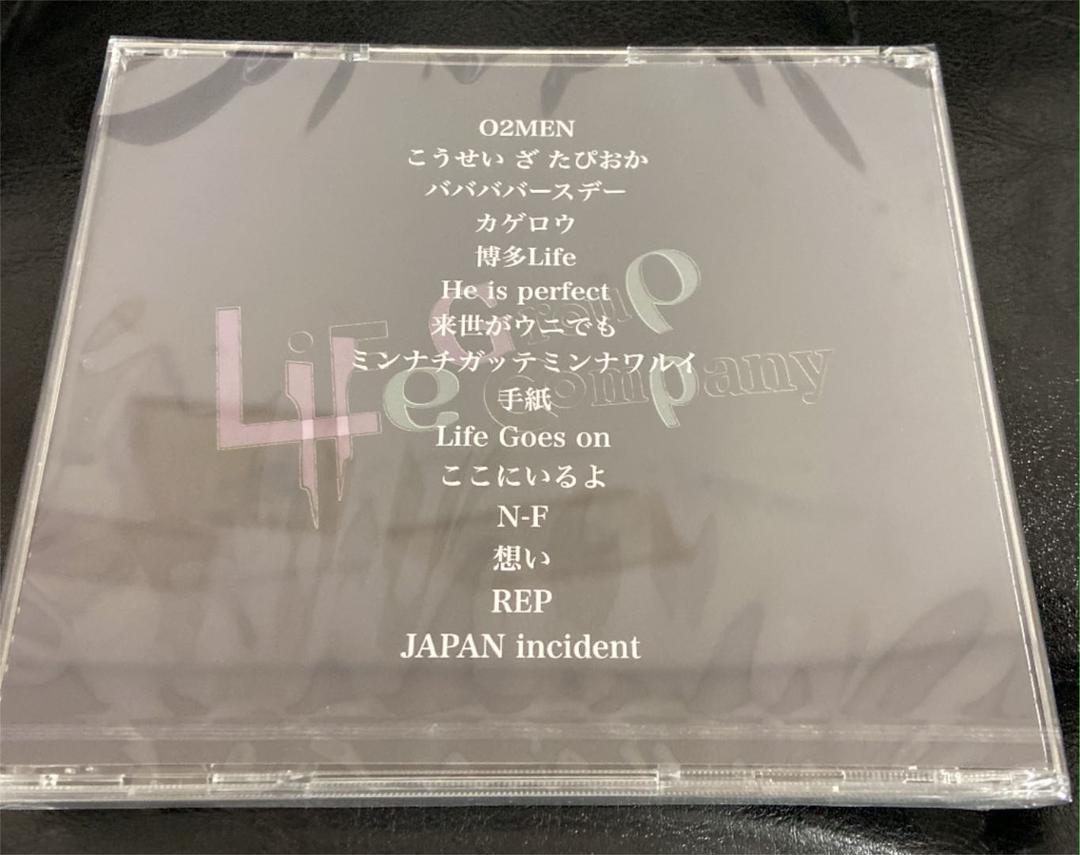 O2MEN
こうせい ざ たぴおか
バババババースデー
カゲロウ
博多Life
He is perfect
来世がウニでも
ミンナチガッテミンナワルイ
手紙
Life Goes on
ここにいるよ
N-F
想い
REP
JAPAN incident
LiFe Group
Company